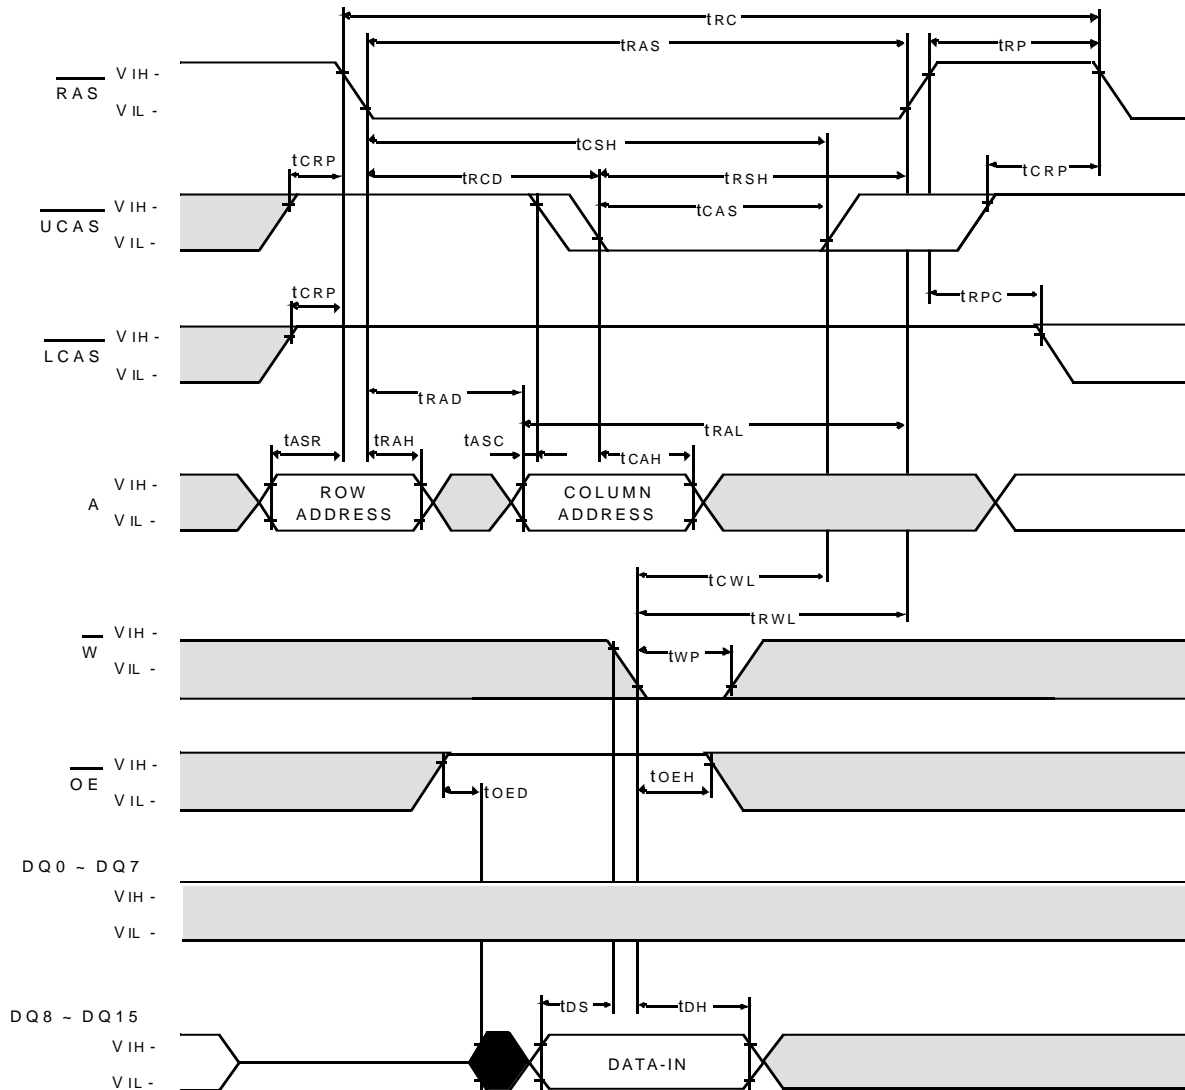 tRC
tRAS
tRP
RAS
VIH -
VIL -
tCSH
tCRP
tRCD
tRSH
tCRP
UCAS
VIH -
VIL -
tCAS
tCRP
tRPC
LCAS
VIH -
VIL -
tRAD
tRAL
tASR
tRAH
tASC
tCAH
A
VIH -
VIL -
ROW
ADDRESS
COLUMN
ADDRESS
tCWL
tRWL
W
VIH -
VIL -
tWP
OE
VIH -
VIL -
tOED
tOEH
DQ0 ~ DQ7
VIH -
VIL -
tDS
tDH
DQ8 ~ DQ15
VIH -
VIL -
DATA-IN